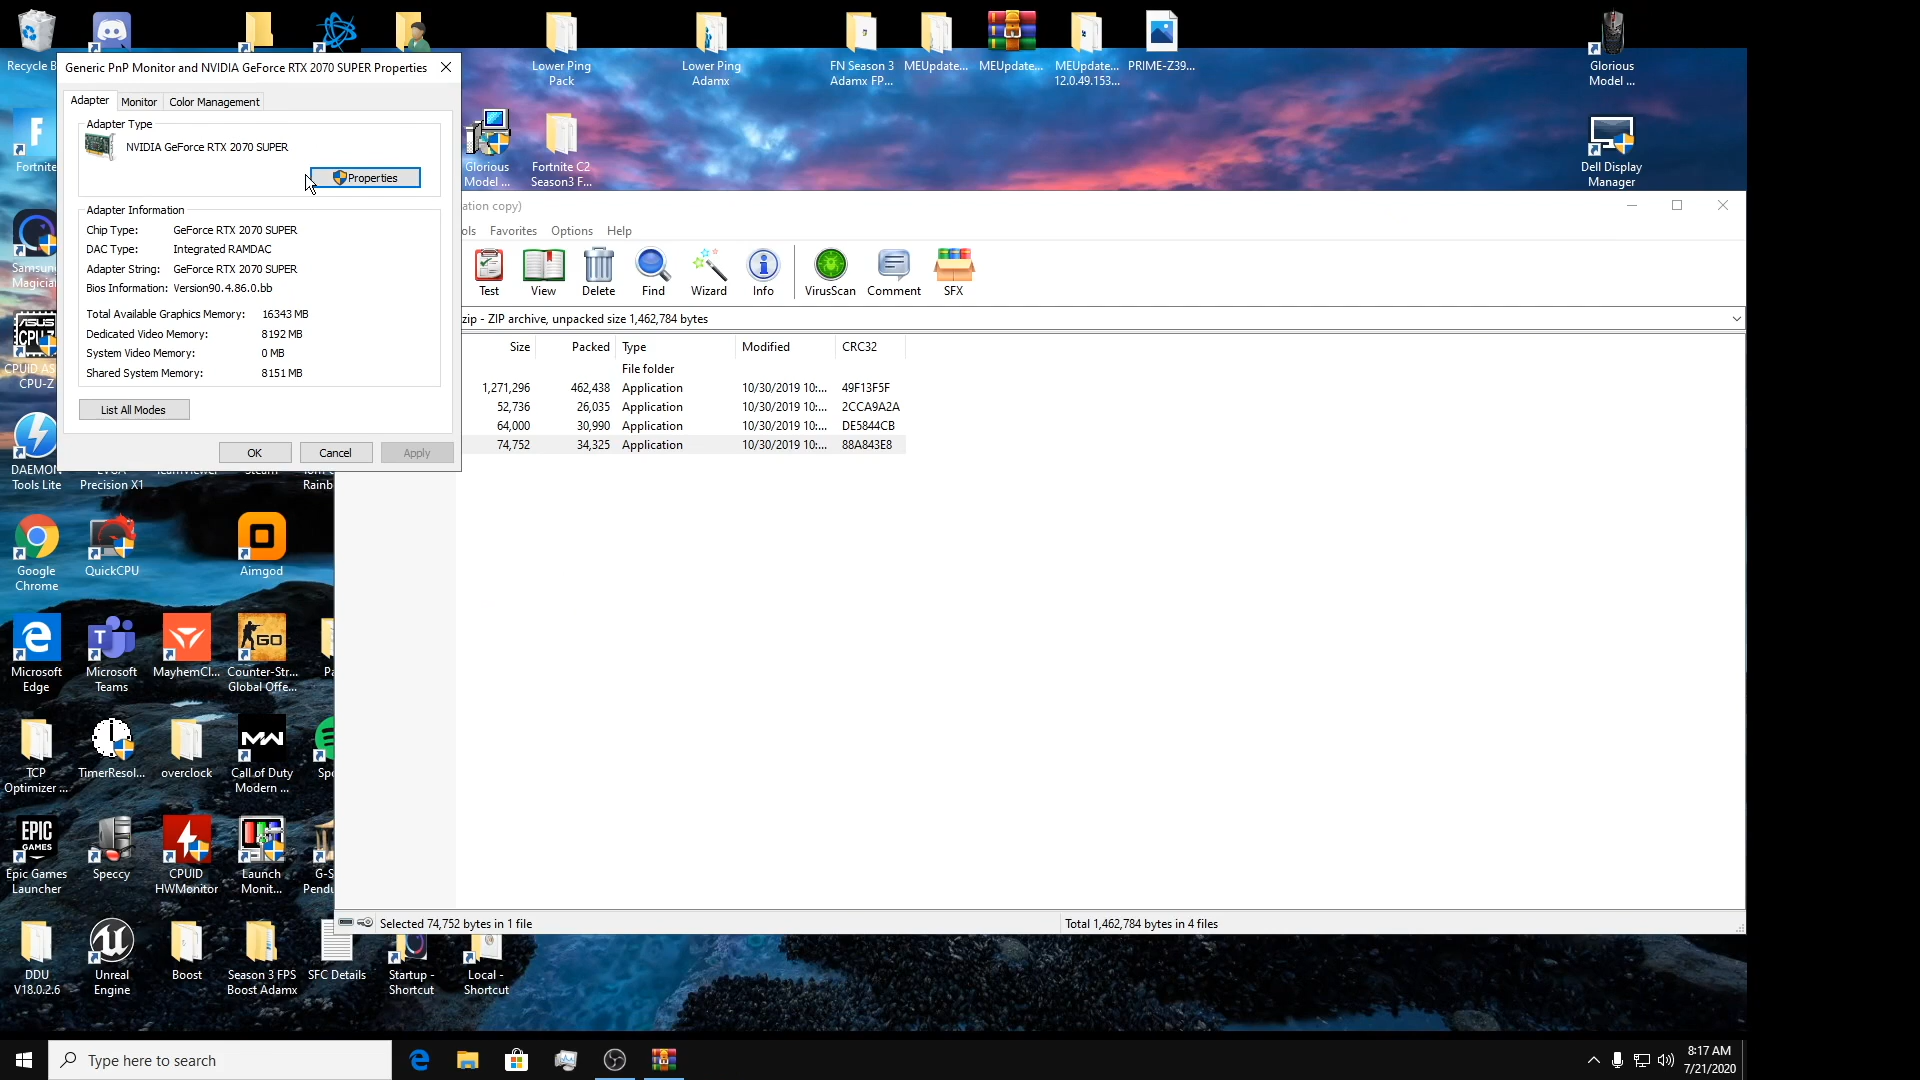 Recycle B
Lower Ping
Pack
Lower Ping
Adamx
FN Season 3
Adamx FP...
MEUpdate...
MEUpdate...
MEUpdate...
12.0.49.153...
PRIME-Z39...
Glorious
Model ...
Generic PnP Monitor and NVIDIA GeForce RTX 2070 SUPER Properties
Adapter
Monitor
Color Management
Adapter Type
NVIDIA GeForce RTX 2070 SUPER
Properties
Adapter Information
Chip Type: GeForce RTX 2070 SUPER
DAC Type: Integrated RAMDAC
Adapter String: GeForce RTX 2070 SUPER
Bios Information: Version90.4.86.0.bb
Total Available Graphics Memory: 16343 MB
Dedicated Video Memory: 8192 MB
System Video Memory: 0 MB
Shared System Memory: 8151 MB
List All Modes
OK
Cancel
Apply
Fortnite
Glorious
Model ...
Fortnite C2
Season3 F...
Dell Display
Manager
ation copy)
ols Favorites Options Help
Test View Delete Find Wizard Info VirusScan Comment SFX
zip - ZIP archive, unpacked size 1,462,784 bytes
Size Packed Type Modified CRC32
File folder
1,271,296 462,438 Application 10/30/2019 10:... 49F13F5F
52,736 26,035 Application 10/30/2019 10:... 2CCA9A2A
64,000 30,990 Application 10/30/2019 10:... DE5844CB
74,752 34,325 Application 10/30/2019 10:... 88A843E8
Selected 74,752 bytes in 1 file
Total 1,462,784 bytes in 4 files
Samsun
Magicia
ASUS
CPU-Z
CPUID AS
CPU-Z
DAEMON
Tools Lite
Precision X1
Rainb
Google
Chrome
QuickCPU
Aimgod
Microsoft
Edge
Microsoft
Teams
MayhemCl...
GO
Counter-Str...
Global Offe...
Pa
TCP
Optimizer ...
TimerResol...
overclock
MW
Call of Duty
Modern ...
Spo
EPIC
GAMES
Epic Games
Launcher
Speccy
CPUID
HWMonitor
Launch
Monit...
G-S
Pendu
DDU
V18.0.2.6
Unreal
Engine
Boost
Season 3 FPS
Boost Adamx
SFC Details
Startup -
Shortcut
Local -
Shortcut
Type here to search
8:17 AM
7/21/2020